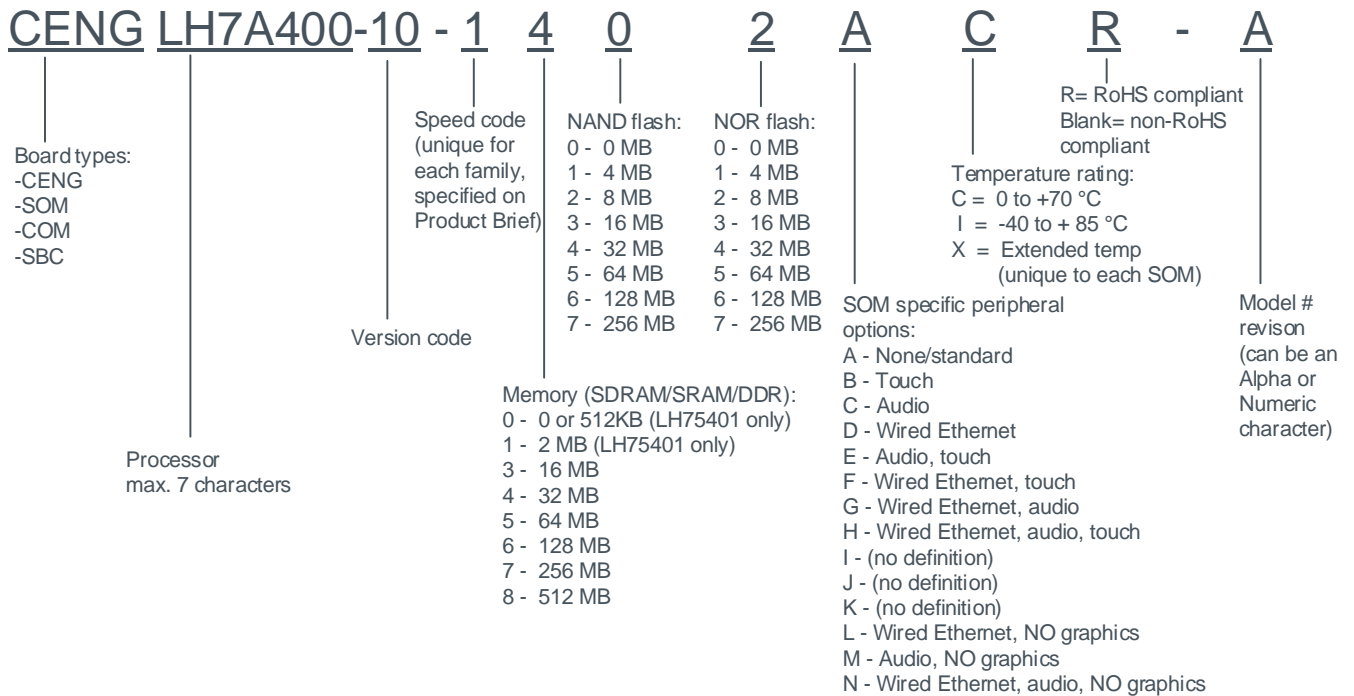 CENG LH7A400-10 - 1 4 0 2 A C R - A
Board types:
-CENG
-SOM
-COM
-SBC
Processor
max. 7 characters
Version code
Speed code
(unique for
each family,
specified on
Product Brief)
Memory (SDRAM/SRAM/DDR):
0 - 0 or 512KB (LH75401 only)
1 - 2 MB (LH75401 only)
3 - 16 MB
4 - 32 MB
5 - 64 MB
6 - 128 MB
7 - 256 MB
8 - 512 MB
NAND flash:
0 - 0 MB
1 - 4 MB
2 - 8 MB
3 - 16 MB
4 - 32 MB
5 - 64 MB
6 - 128 MB
7 - 256 MB
NOR flash:
0 - 0 MB
1 - 4 MB
2 - 8 MB
3 - 16 MB
4 - 32 MB
5 - 64 MB
6 - 128 MB
7 - 256 MB
SOM specific peripheral
options:
A - None/standard
B - Touch
C - Audio
D - Wired Ethernet
E - Audio, touch
F - Wired Ethernet, touch
G - Wired Ethernet, audio
H - Wired Ethernet, audio, touch
I - (no definition)
J - (no definition)
K - (no definition)
L - Wired Ethernet, NO graphics
M - Audio, NO graphics
N - Wired Ethernet, audio, NO graphics
Temperature rating:
C = 0 to +70 °C
I = -40 to + 85 °C
X = Extended temp
(unique to each SOM)
R= RoHS compliant
Blank= non-RoHS
compliant
Model #
revison
(can be an
Alpha or
Numeric
character)